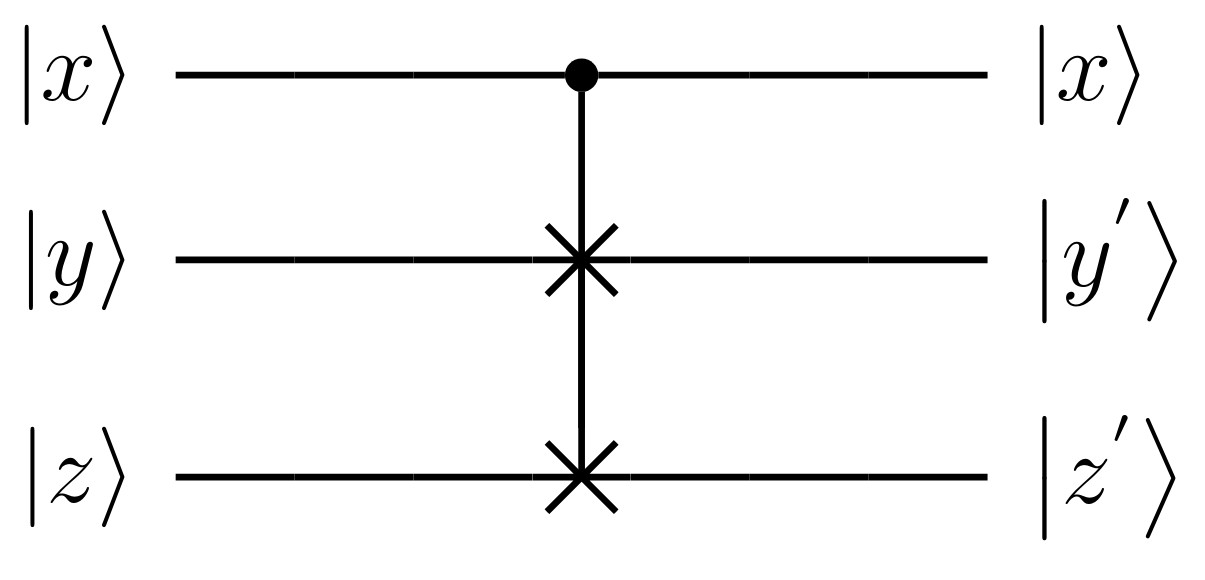 |x⟩ |x⟩
|y⟩ |y′⟩
|z⟩ |z′⟩